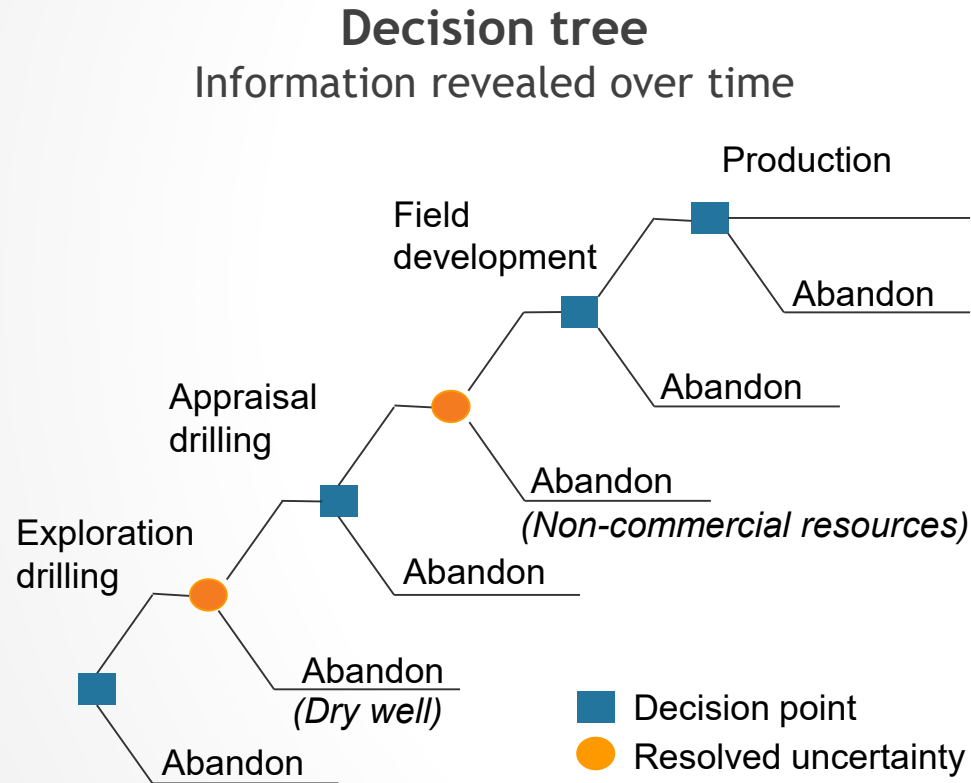 Decision tree
Information revealed over time
Production
Field
development
Abandon
Abandon
Appraisal
drilling
Abandon
(Non-commercial resources)
Exploration
drilling
Abandon
Abandon
(Dry well)
Decision point
Resolved uncertainty
Abandon